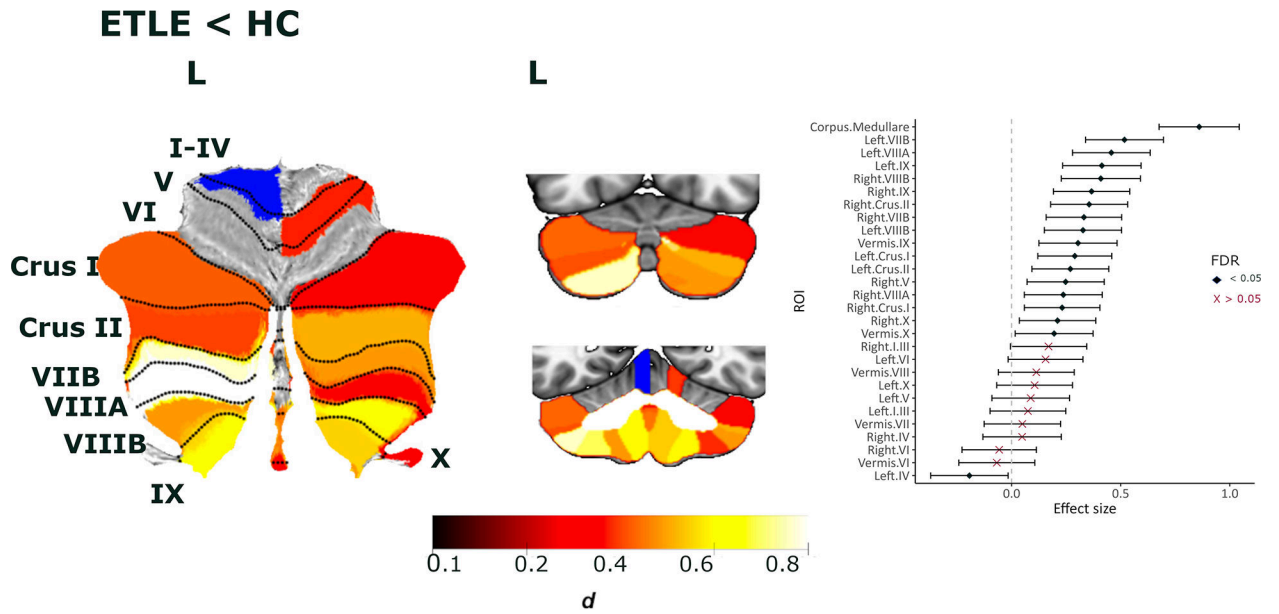 ETLE < HC
L
L
I-IV
V
VI
Crus I
Crus II
VIIB
VIIIA
VIIIB
IX
X
0.1 0.2 0.4 0.6 0.8
d
ROI
Corpus.Medullare
Left.VIIB
Left.VIIIA
Left.IX
Right.VIIIB
Right.IX
Right.Crus.II
Right.VIIB
Left.VIIIB
Vermis.IX
Left.Crus.I
Left.Crus.II
Right.V
Right.VIIIA
Right.Crus.I
Right.X
Vermis.X
Right.I.III
Left.VI
Vermis.VIII
Left.X
Left.V
Left.I.III
Vermis.VII
Right.IV
Right.VI
Vermis.VI
Left.IV
0.0 0.5 1.0
Effect size
FDR
< 0.05
> 0.05